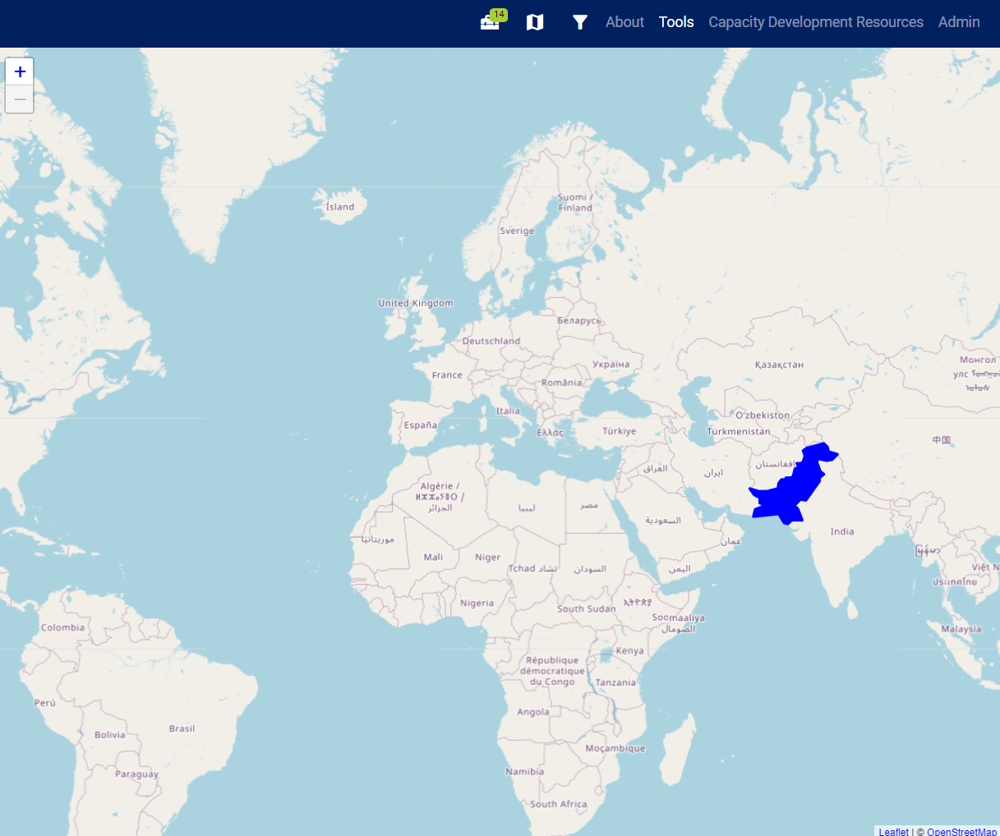 14
About Tools Capacity Development Resources Admin
+
−
Ísland
Suomi /
Finland
Sverige
United Kingdom
Беларусь
Deutschland
Україна
Қазақстан
Монгол
улс
France
România
Italia
O'zbekiston
España
Ελλάς
Türkiye
Türkmenistan
中国
العراق
ایران
افغانستان
Algérie /
ⵍⵣⵣⴰⵢⴻⵔ /
الجزائر
ليبيا
مصر
السعودية
عمان
India
موريتانيا
Mali
Niger
Tchad تشاد
السودان
اليمن
Việt N
ประเทศไทย
Nigeria
South Sudan
ኢትዮጵያ
Soomaaliya
الصومال
Colombia
Malaysia
Kenya
République
démocratique
du Congo
Tanzania
Perú
Angola
Brasil
Bolivia
Moçambique
Paraguay
Namibia
South Africa
Leaflet | © OpenStreetMap